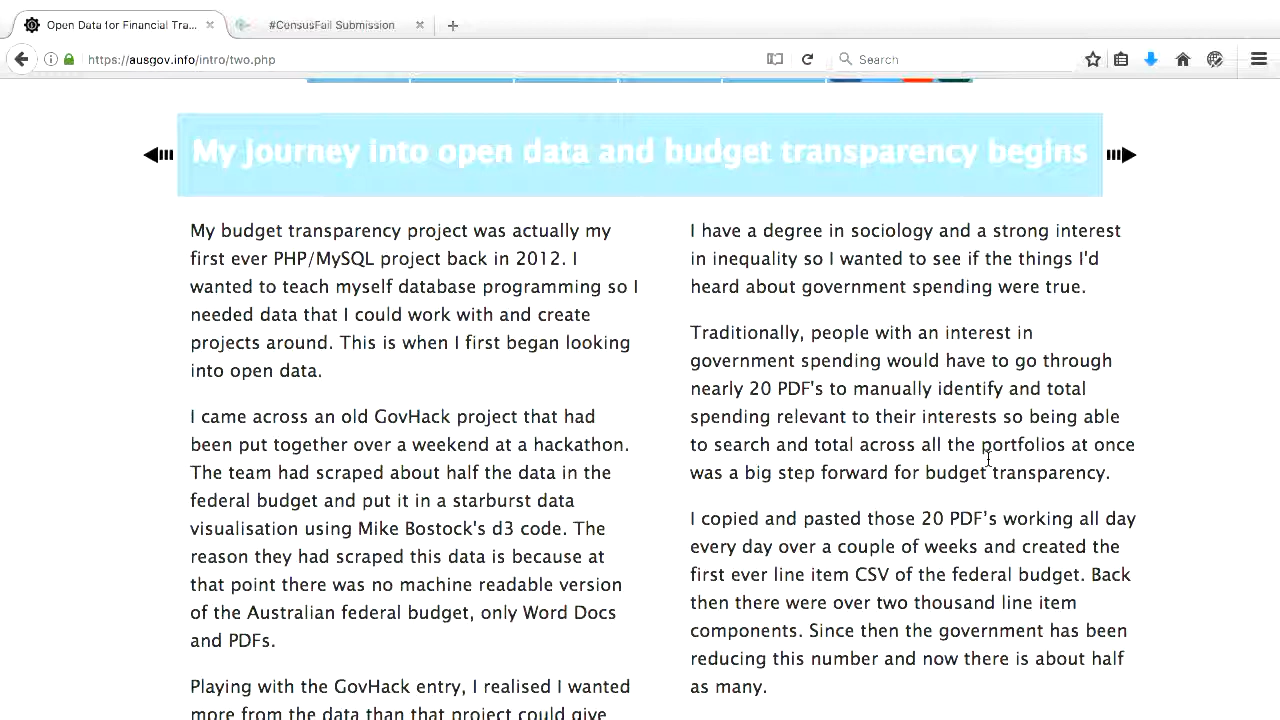 Open Data for Financial Tra...
#CensusFail Submission
https://ausgov.info/intro/two.php
Search
My journey into open data and budget transparency begins
My budget transparency project was actually my
first ever PHP/MySQL project back in 2012. I
wanted to teach myself database programming so I
needed data that I could work with and create
projects around. This is when I first began looking
into open data.
I came across an old GovHack project that had
been put together over a weekend at a hackathon.
The team had scraped about half the data in the
federal budget and put it in a starburst data
visualisation using Mike Bostock's d3 code. The
reason they had scraped this data is because at
that point there was no machine readable version
of the Australian federal budget, only Word Docs
and PDFs.
Playing with the GovHack entry, I realised I wanted
more from the data than that project could give
I have a degree in sociology and a strong interest
in inequality so I wanted to see if the things I'd
heard about government spending were true.
Traditionally, people with an interest in
government spending would have to go through
nearly 20 PDF's to manually identify and total
spending relevant to their interests so being able
to search and total across all the portfolios at once
was a big step forward for budget transparency.
I copied and pasted those 20 PDF’s working all day
every day over a couple of weeks and created the
first ever line item CSV of the federal budget. Back
then there were over two thousand line item
components. Since then the government has been
reducing this number and now there is about half
as many.